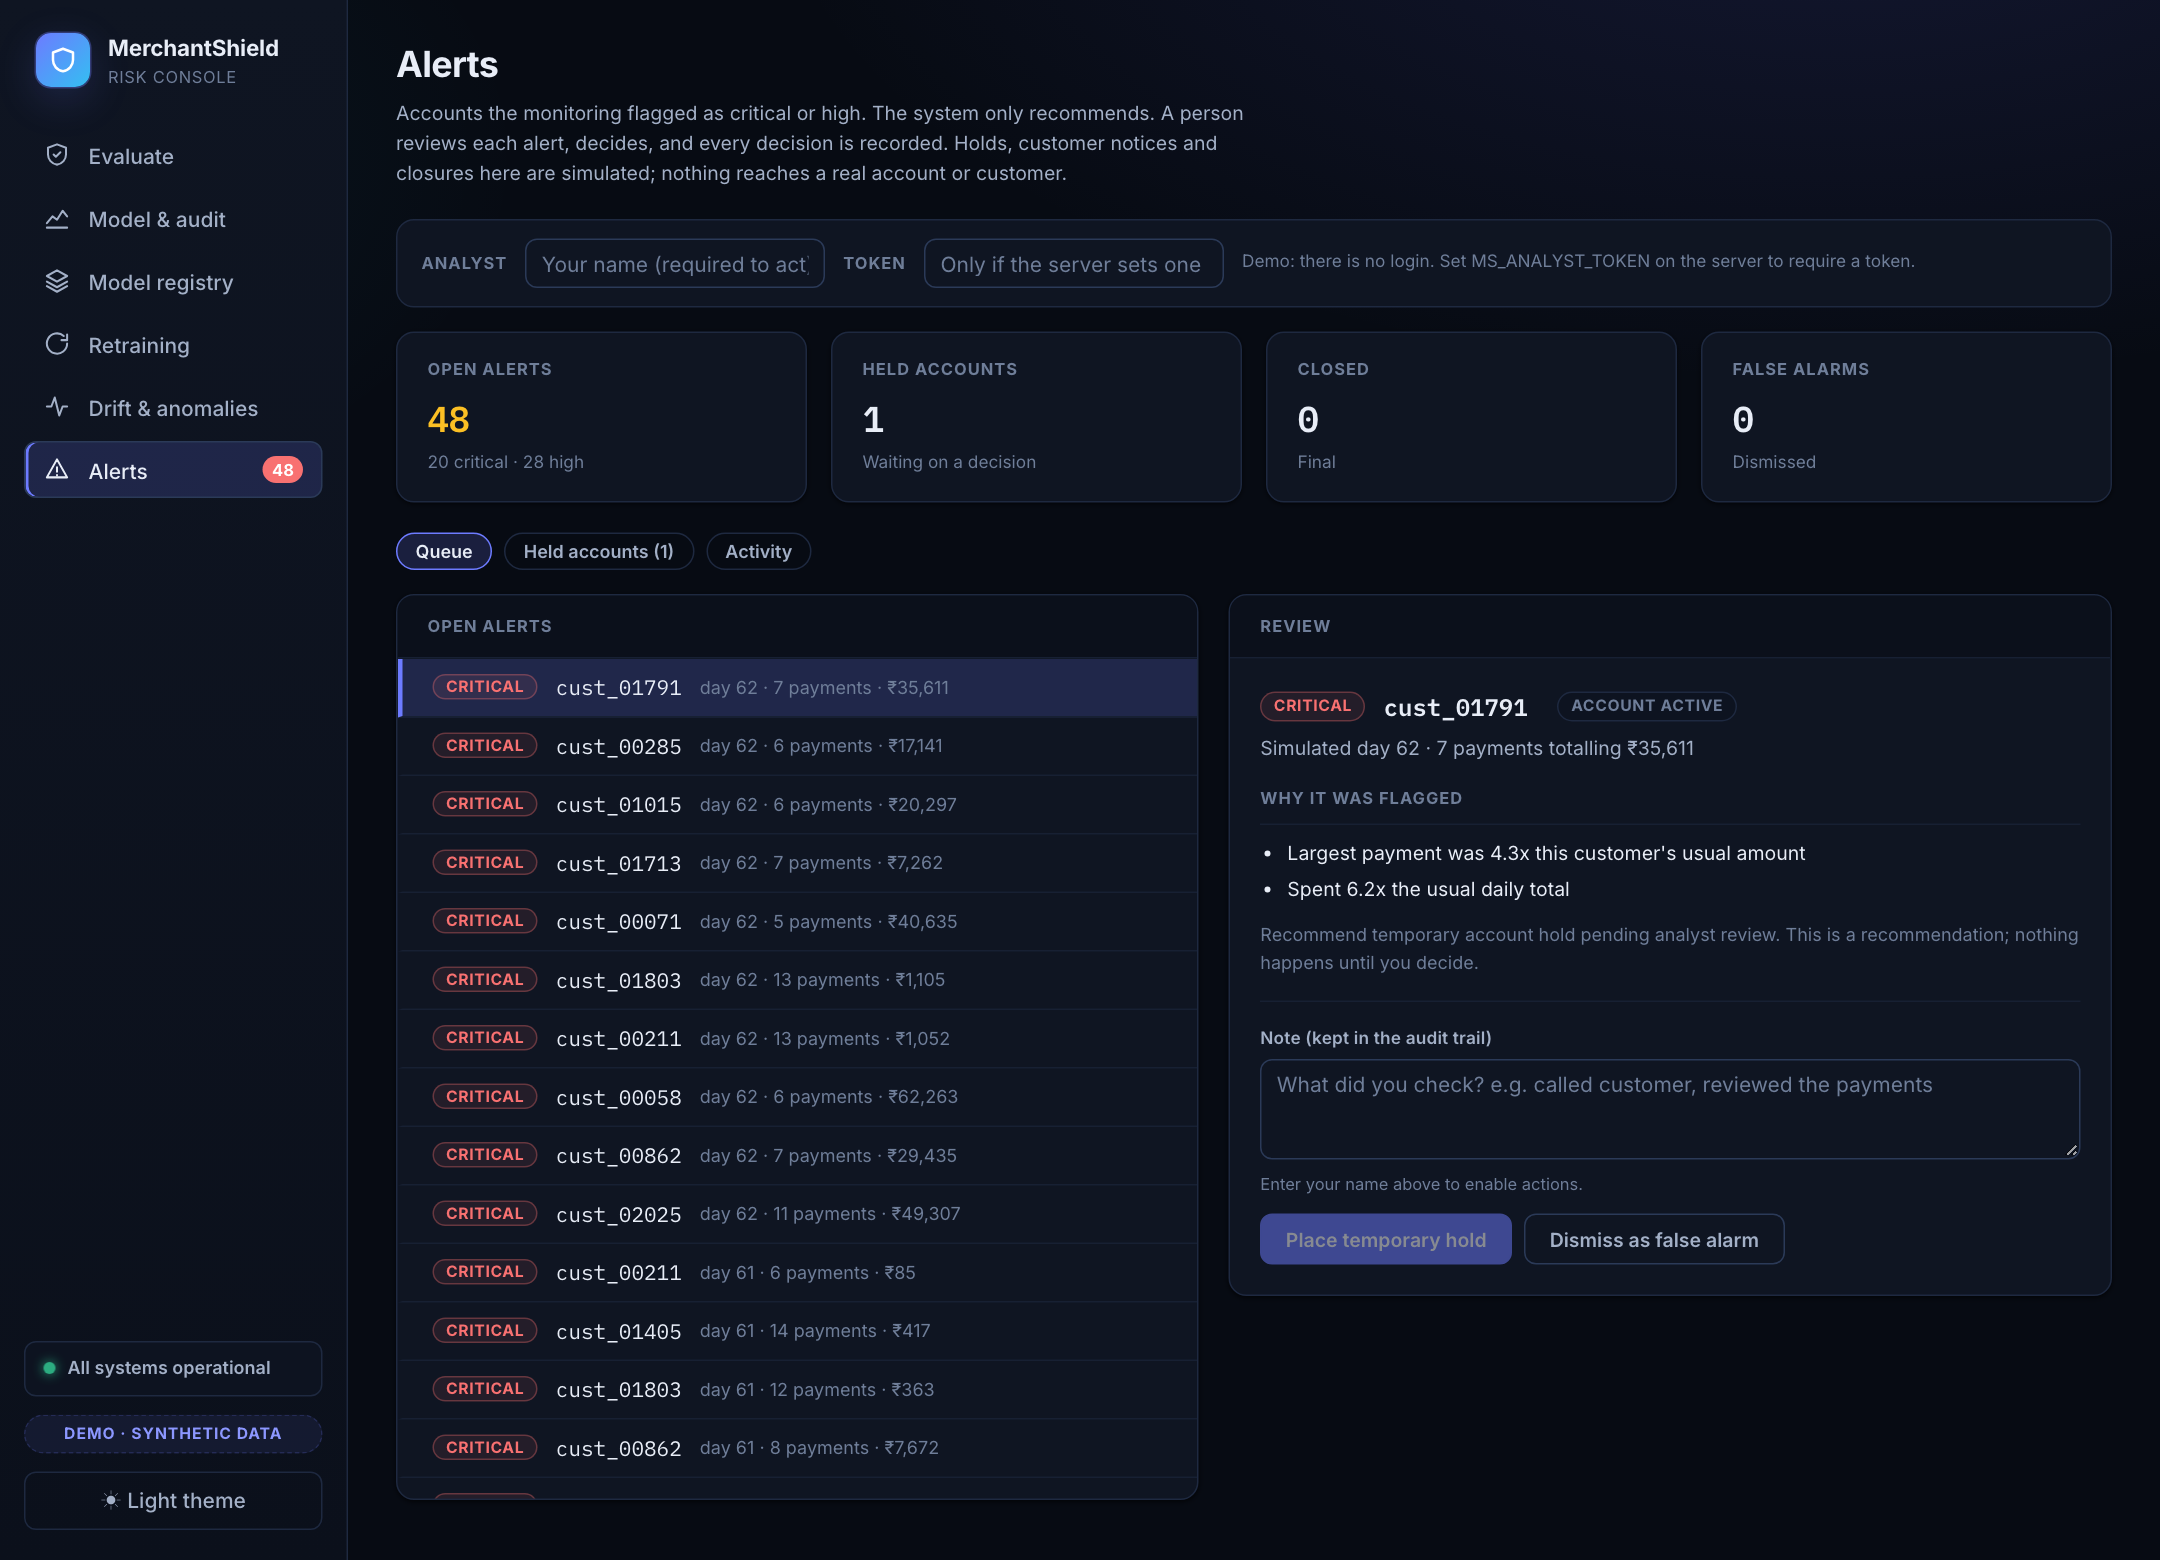 MerchantShield
RISK CONSOLE
Evaluate
Model & audit
Model registry
Retraining
Drift & anomalies
Alerts 48
All systems operational
DEMO · SYNTHETIC DATA
Light theme
Alerts
Accounts the monitoring flagged as critical or high. The system only recommends. A person
reviews each alert, decides, and every decision is recorded. Holds, customer notices and
closures here are simulated; nothing reaches a real account or customer.
ANALYST Your name (required to act) TOKEN Only if the server sets one Demo: there is no login. Set MS_ANALYST_TOKEN on the server to require a token.
OPEN ALERTS
48
20 critical · 28 high
HELD ACCOUNTS
1
Waiting on a decision
CLOSED
0
Final
FALSE ALARMS
0
Dismissed
Queue Held accounts (1) Activity
OPEN ALERTS
CRITICAL cust_01791 day 62 · 7 payments · ₹35,611
CRITICAL cust_00285 day 62 · 6 payments · ₹17,141
CRITICAL cust_01015 day 62 · 6 payments · ₹20,297
CRITICAL cust_01713 day 62 · 7 payments · ₹7,262
CRITICAL cust_00071 day 62 · 5 payments · ₹40,635
CRITICAL cust_01803 day 62 · 13 payments · ₹1,105
CRITICAL cust_00211 day 62 · 13 payments · ₹1,052
CRITICAL cust_00058 day 62 · 6 payments · ₹62,263
CRITICAL cust_00862 day 62 · 7 payments · ₹29,435
CRITICAL cust_02025 day 62 · 11 payments · ₹49,307
CRITICAL cust_00211 day 61 · 6 payments · ₹85
CRITICAL cust_01405 day 61 · 14 payments · ₹417
CRITICAL cust_01803 day 61 · 12 payments · ₹363
CRITICAL cust_00862 day 61 · 8 payments · ₹7,672
REVIEW
CRITICAL cust_01791 ACCOUNT ACTIVE
Simulated day 62 · 7 payments totalling ₹35,611
WHY IT WAS FLAGGED
• Largest payment was 4.3x this customer's usual amount
• Spent 6.2x the usual daily total
Recommend temporary account hold pending analyst review. This is a recommendation; nothing
happens until you decide.
Note (kept in the audit trail)
What did you check? e.g. called customer, reviewed the payments
Enter your name above to enable actions.
Place temporary hold Dismiss as false alarm